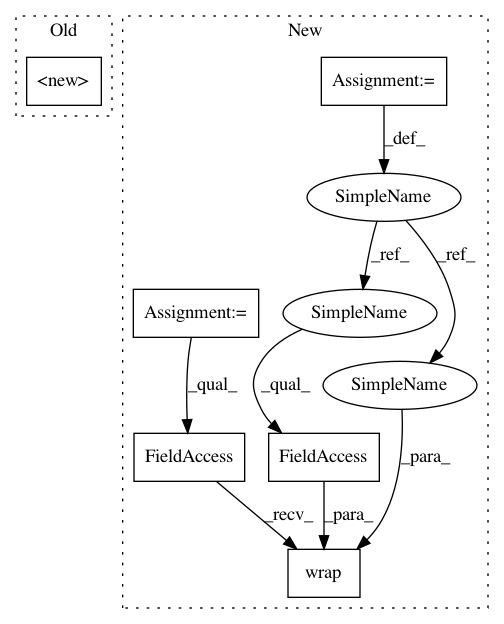 Old
New
<new>
Assignment:=
_def_
SimpleName
_ref_
_ref_
Assignment:=
SimpleName
SimpleName
_qual_
_qual_
FieldAccess
FieldAccess
_para_
_recv_
_para_
wrap